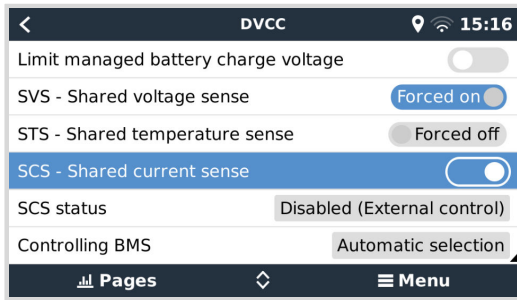 DVCC 15:16
Limit managed battery charge voltage
SVS - Shared voltage sense Forced on
STS - Shared temperature sense Forced off
SCS - Shared current sense
SCS status Disabled (External control)
Controlling BMS Automatic selection
Pages Menu